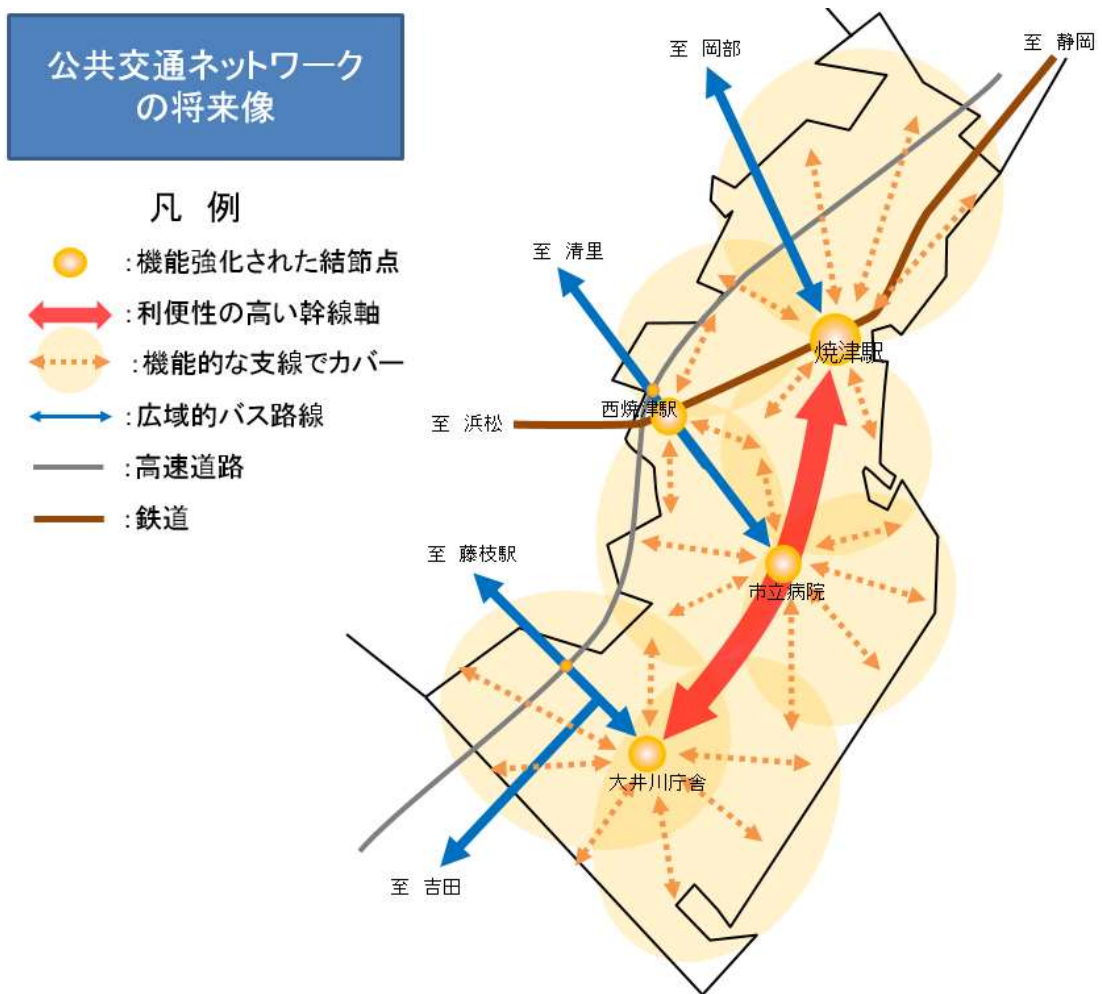 公共交通ネットワーク
の将来像
凡 例
：機能強化された結節点
：利便性の高い幹線軸
：機能的な支線でカバー
：広域的バス路線
：高速道路
：鉄道
至 岡部
至 静岡
至 清里
焼津駅
西焼津駅
至 浜松
至 藤枝駅
市立病院
大井川庁舎
至 吉田